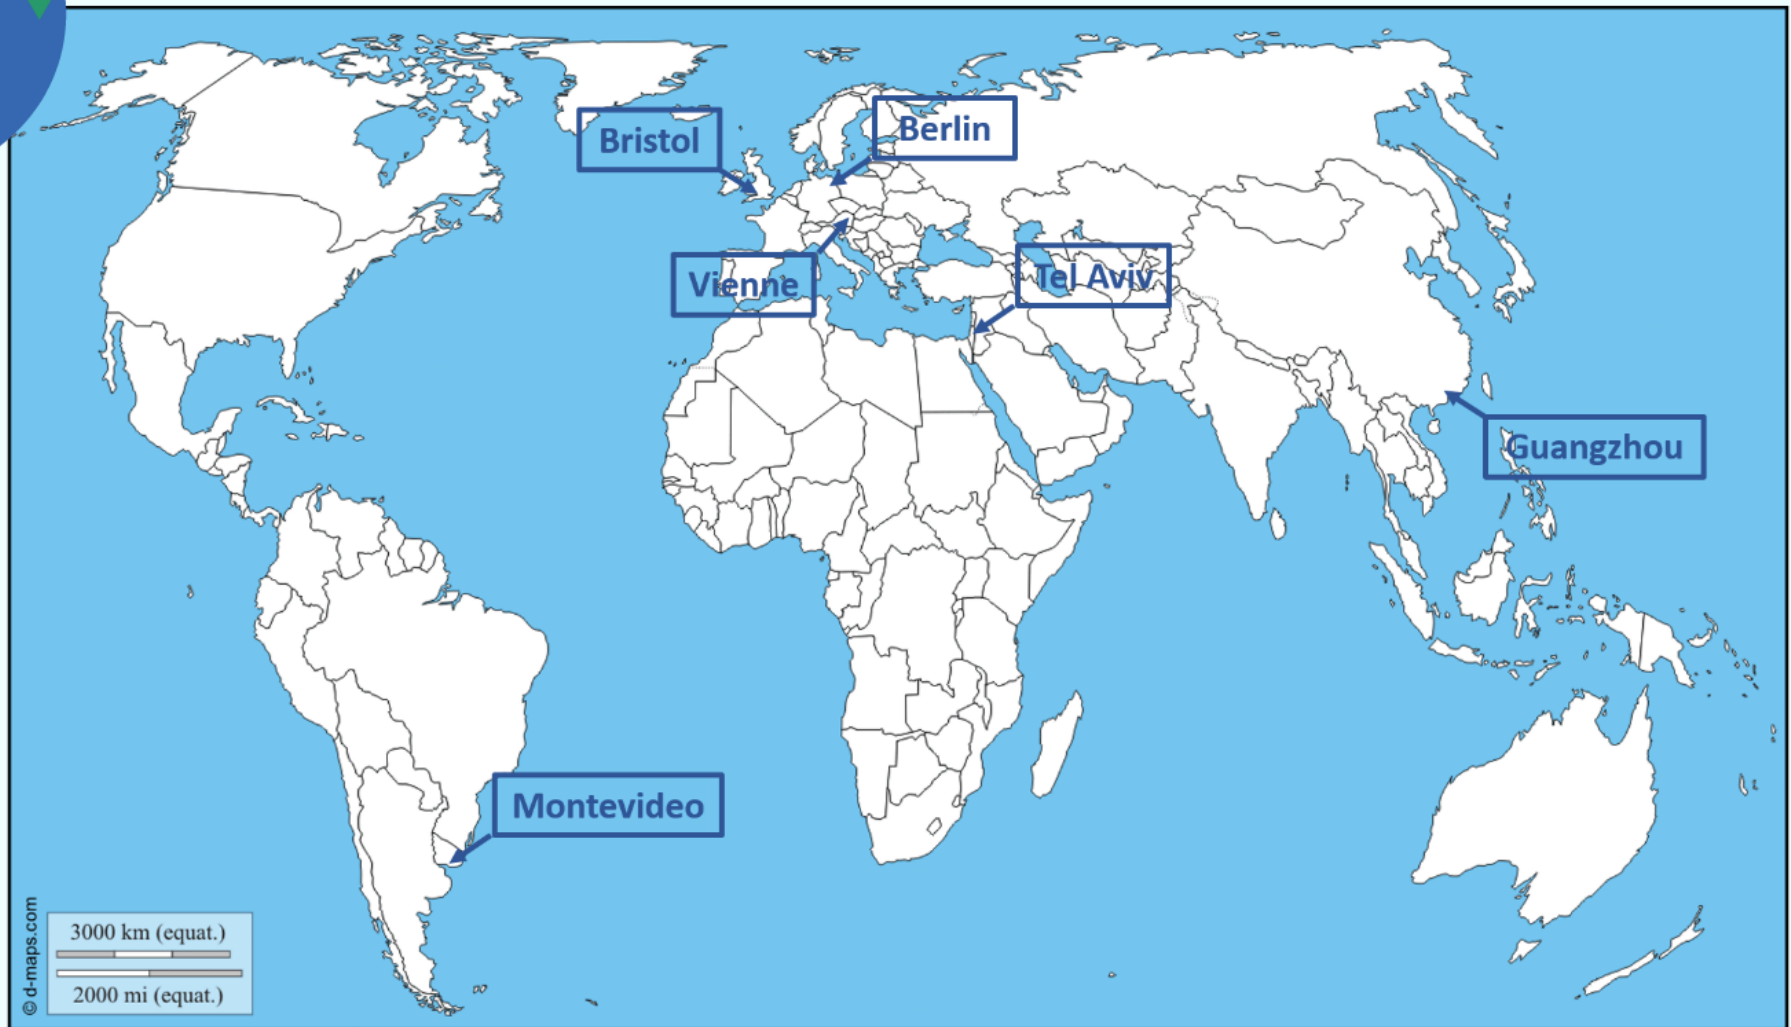 Berlin
Bristol
Tel Aviv
Vienne
Guangzhou
Montevideo
3000 km (equat.)
2000 mi (equat.)
© d-maps.com